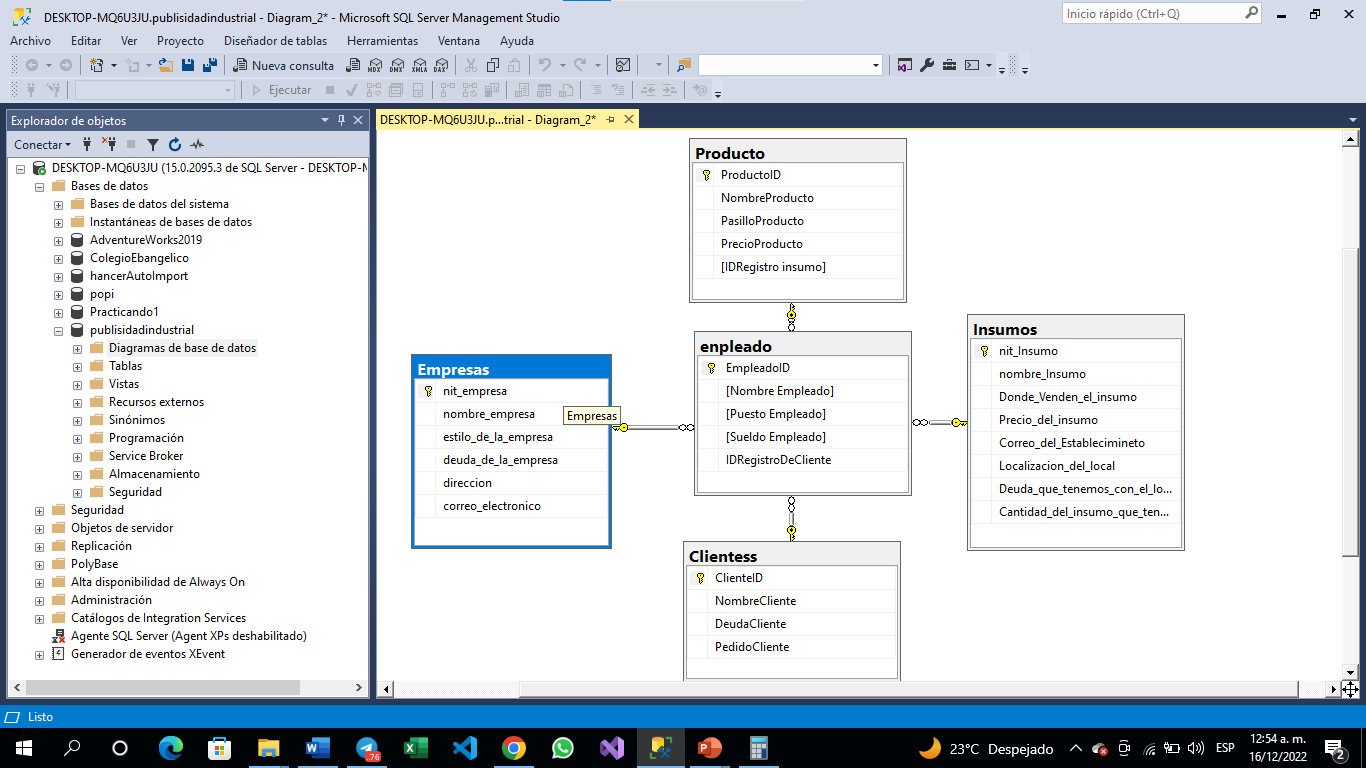 DESKTOP-MQ6U3JU.publisidadindustrial - Diagram_2* - Microsoft SQL Server Management Studio
Inicio rápido (Ctrl+Q)
Archivo Editar Ver Proyecto Diseñador de tablas Herramientas Ventana Ayuda
Nueva consulta MDX DMX XMLA DAX
Ejecutar
Explorador de objetos
DESKTOP-MQ6U3JU.p...trial - Diagram_2*
Conectar
DESKTOP-MQ6U3JU (15.0.2095.3 de SQL Server - DESKTOP-M
Bases de datos
Bases de datos del sistema
Instantáneas de bases de datos
AdventureWorks2019
ColegioEbangelico
hancerAutoImport
popi
Practicando1
publisidadindustrial
Diagramas de base de datos
Tablas
Vistas
Recursos externos
Sinónimos
Programación
Service Broker
Almacenamiento
Seguridad
Seguridad
Objetos de servidor
Replicación
PolyBase
Alta disponibilidad de Always On
Administración
Catálogos de Integration Services
Agente SQL Server (Agent XPs deshabilitado)
Generador de eventos XEvent
Producto
ProductoID
NombreProducto
PasilloProducto
PrecioProducto
[IDRegistro insumo]
Empresas
nit_empresa
nombre_empresa
estilo_de_la_empresa
deuda_de_la_empresa
direccion
correo_electronico
Empresas
enpleado
EmpleadoID
[Nombre Empleado]
[Puesto Empleado]
[Sueldo Empleado]
IDRegistroDeCliente
Insumos
nit_Insumo
nombre_Insumo
Donde_Venden_el_insumo
Precio_del_insumo
Correo_del_Establecimineto
Localizacion_del_local
Deuda_que_tenemos_con_el_lo...
Cantidad_del_insumo_que_ten...
Clientess
ClienteID
NombreCliente
DeudaCliente
PedidoCliente
Listo
76
23°C Despejado
ESP
12:54 a. m.
16/12/2022
2